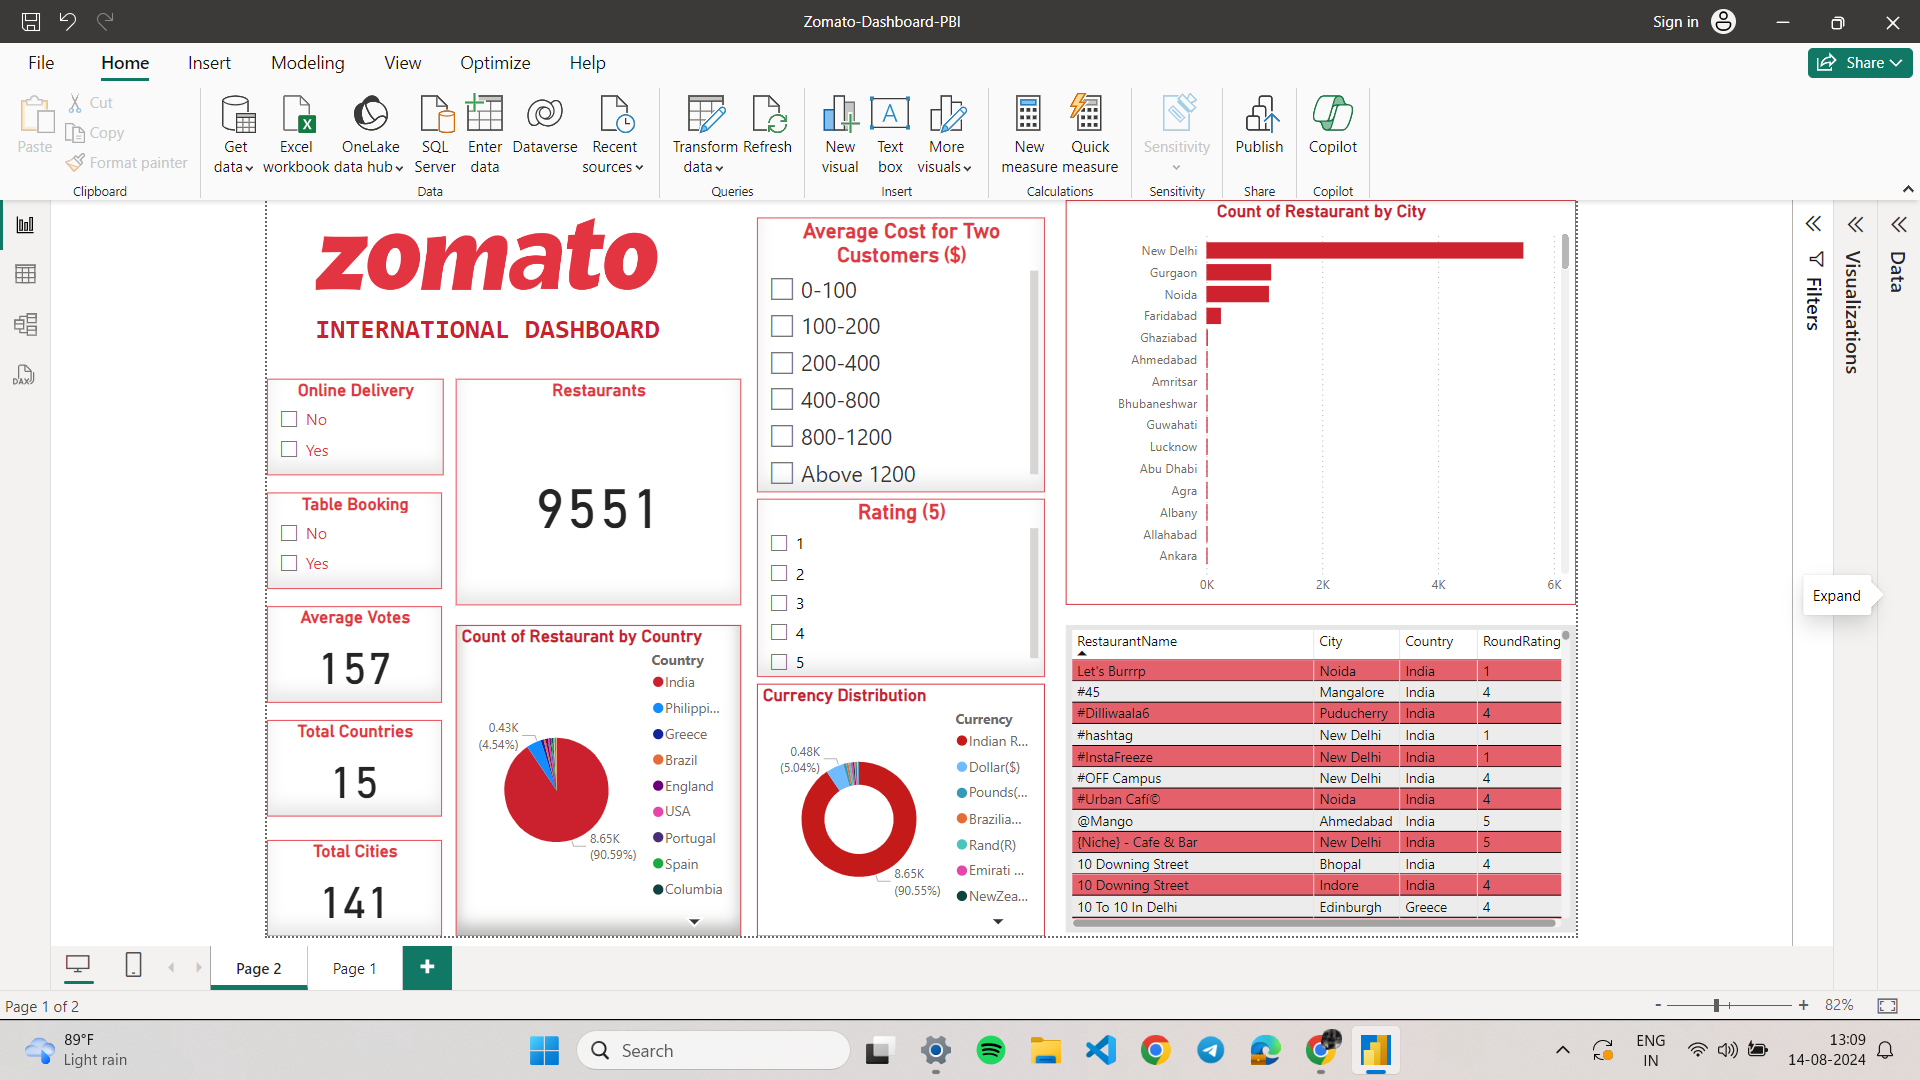 Zomato-Dashboard-PBI
Sign in
File
Home
Insert
Modeling
View
Optimize
Help
Share
Paste
Cut
Copy
Format painter
Clipboard
Get data
Excel workbook
OneLake data hub
SQL Server
Enter data
Dataverse
Recent sources
Data
Transform data
Refresh
Queries
New visual
Text box
More visuals
Insert
New measure
Quick measure
Calculations
Sensitivity
Sensitivity
Publish
Share
Copilot
Copilot
DAX
zomato
INTERNATIONAL DASHBOARD
Online Delivery
No
Yes
Table Booking
No
Yes
Average Votes
157
Total Countries
15
Total Cities
141
Restaurants
9551
Count of Restaurant by Country
0.43K
(4.54%)
8.65K
(90.59%)
Country
India
Philippi...
Greece
Brazil
England
USA
Portugal
Spain
Columbia
Average Cost for Two
Customers ($)
0-100
100-200
200-400
400-800
800-1200
Above 1200
Rating (5)
1
2
3
4
5
Currency Distribution
0.48K
(5.04%)
8.65K
(90.55%)
Currency
Indian R...
Dollar($)
Pounds(...
Brazilia...
Rand(R)
Emirati ...
NewZea...
Count of Restaurant by City
New Delhi
Gurgaon
Noida
Faridabad
Ghaziabad
Ahmedabad
Amritsar
Bhubaneshwar
Guwahati
Lucknow
Abu Dhabi
Agra
Albany
Allahabad
Ankara
0K 2K 4K 6K
RestaurantName City Country RoundRating
Let's Burrrp Noida India 1
#45 Mangalore India 4
#Dilliwaala6 Puducherry India 4
#hashtag New Delhi India 1
#InstaFreeze New Delhi India 1
#OFF Campus New Delhi India 4
#Urban Café© Noida India 4
@Mango Ahmedabad India 5
{Niche} - Cafe & Bar New Delhi India 5
10 Downing Street Bhopal India 4
10 Downing Street Indore India 4
10 To 10 In Delhi Edinburgh Greece 4
Filters
Visualizations
Data
Expand
Page 2
Page 1
Page 1 of 2
82%
89°F
Light rain
Search
ENG
IN
13:09
14-08-2024